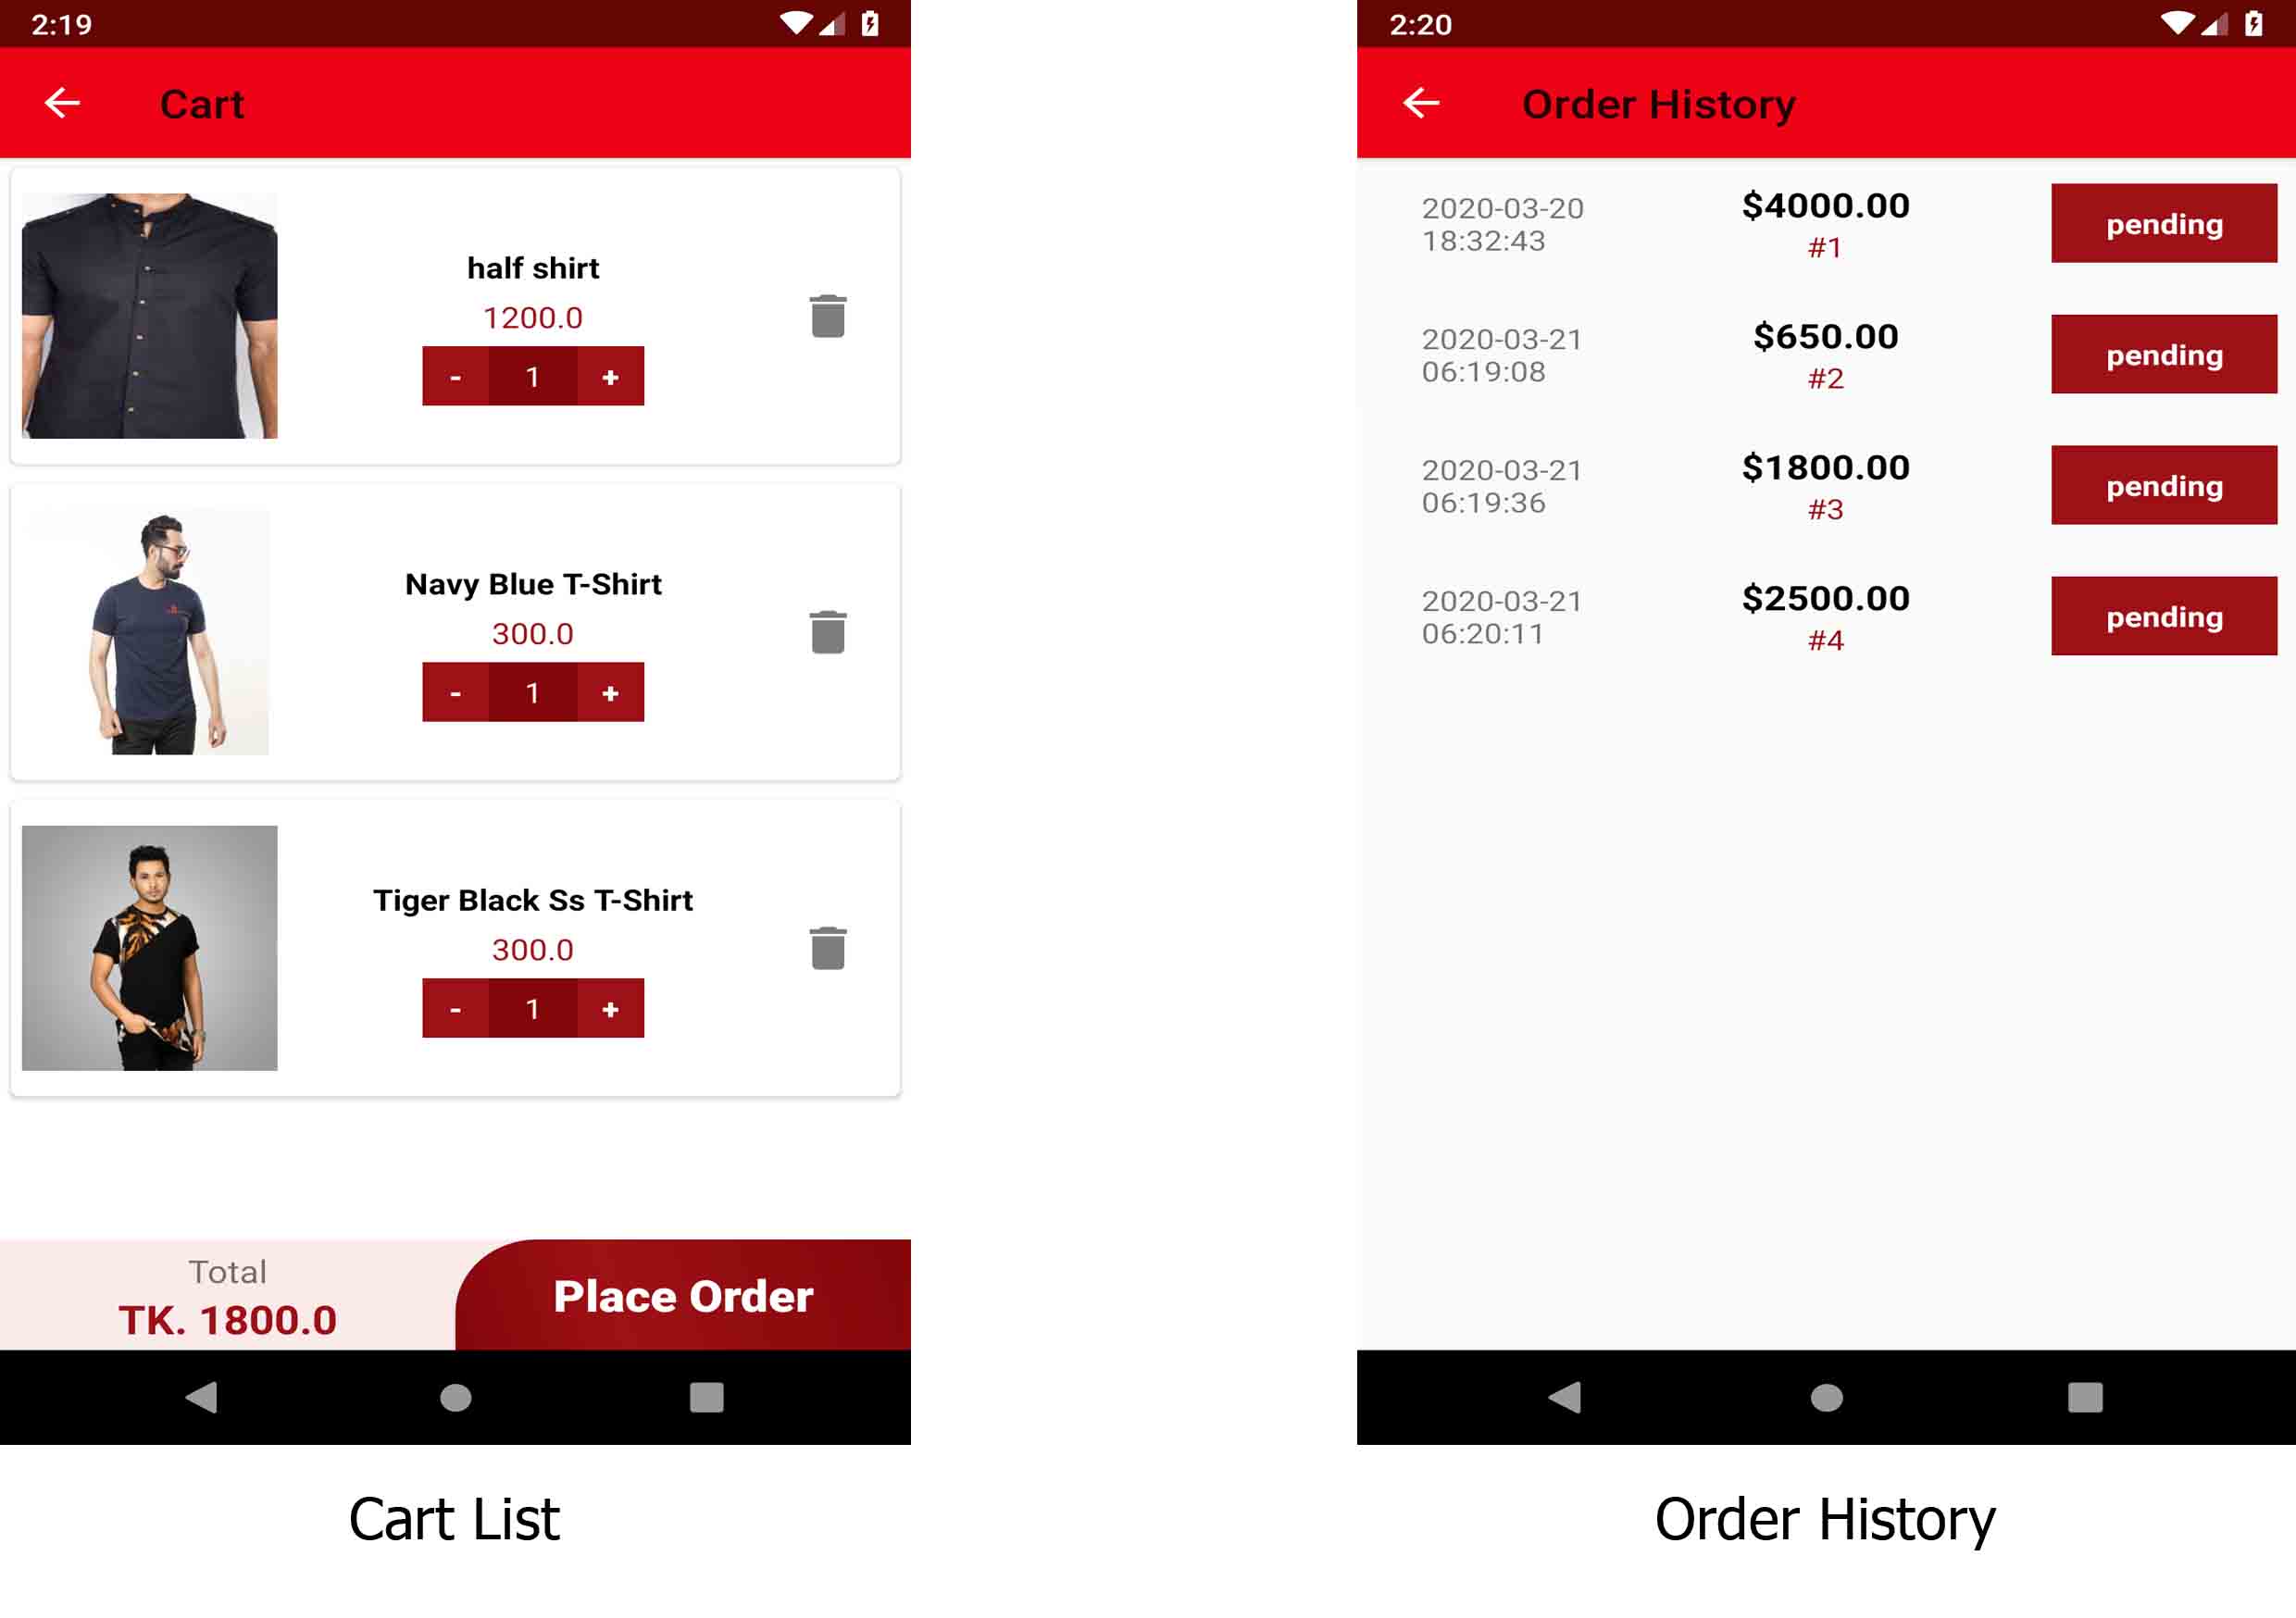 2:19
Cart
half shirt
1200.0
- 1 +
Navy Blue T-Shirt
300.0
- 1 +
Tiger Black Ss T-Shirt
300.0
- 1 +
Total
TK. 1800.0
Place Order
Cart List
2:20
Order History
2020-03-20
18:32:43
$4000.00
#1
pending
2020-03-21
06:19:08
$650.00
#2
pending
2020-03-21
06:19:36
$1800.00
#3
pending
2020-03-21
06:20:11
$2500.00
#4
pending
Order History